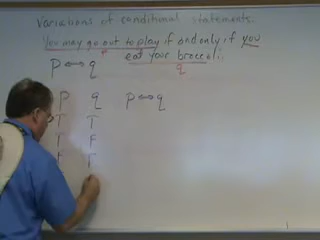 Variations of conditional statements.
You may go out to play if and only if you
p
eat your broccoli.
q
p ↔ q
p q p ↔ q
T T
T F